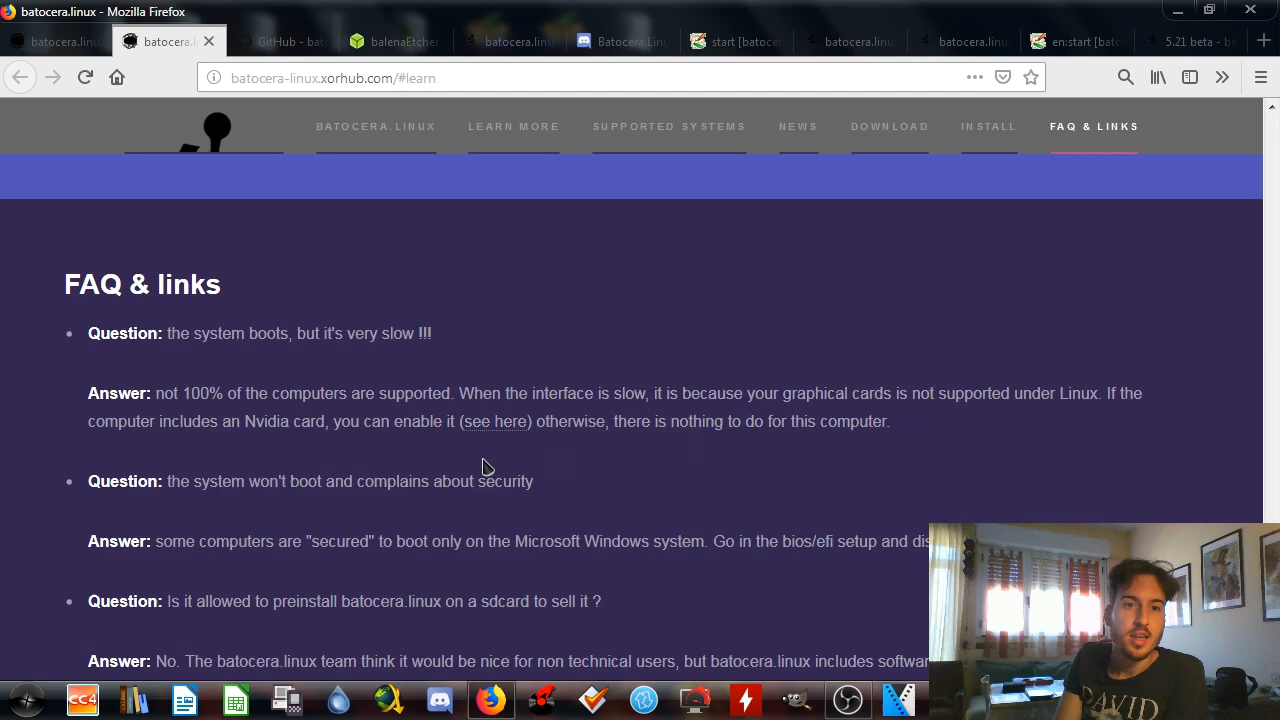 batocera.linux - Mozilla Firefox
batocera.linu
batocera.l
GitHub - bat
balenaEtcher
batocera.linu
Batocera.Linu
start [batocer
batocera.linu
batocera.linu
en:start [bato
5.21 beta - b
batocera-linux.xorhub.com/#learn
BATOCERA.LINUX
LEARN MORE
SUPPORTED SYSTEMS
NEWS
DOWNLOAD
INSTALL
FAQ & LINKS
FAQ & links
Question: the system boots, but it's very slow !!!
Answer: not 100% of the computers are supported. When the interface is slow, it is because your graphical cards is not supported under Linux. If the
computer includes an Nvidia card, you can enable it (see here) otherwise, there is nothing to do for this computer.
Question: the system won't boot and complains about security
Answer: some computers are "secured" to boot only on the Microsoft Windows system. Go in the bios/efi setup and dis
Question: Is it allowed to preinstall batocera.linux on a sdcard to sell it ?
Answer: No. The batocera.linux team think it would be nice for non technical users, but batocera.linux includes softwar
CC4
DAVID